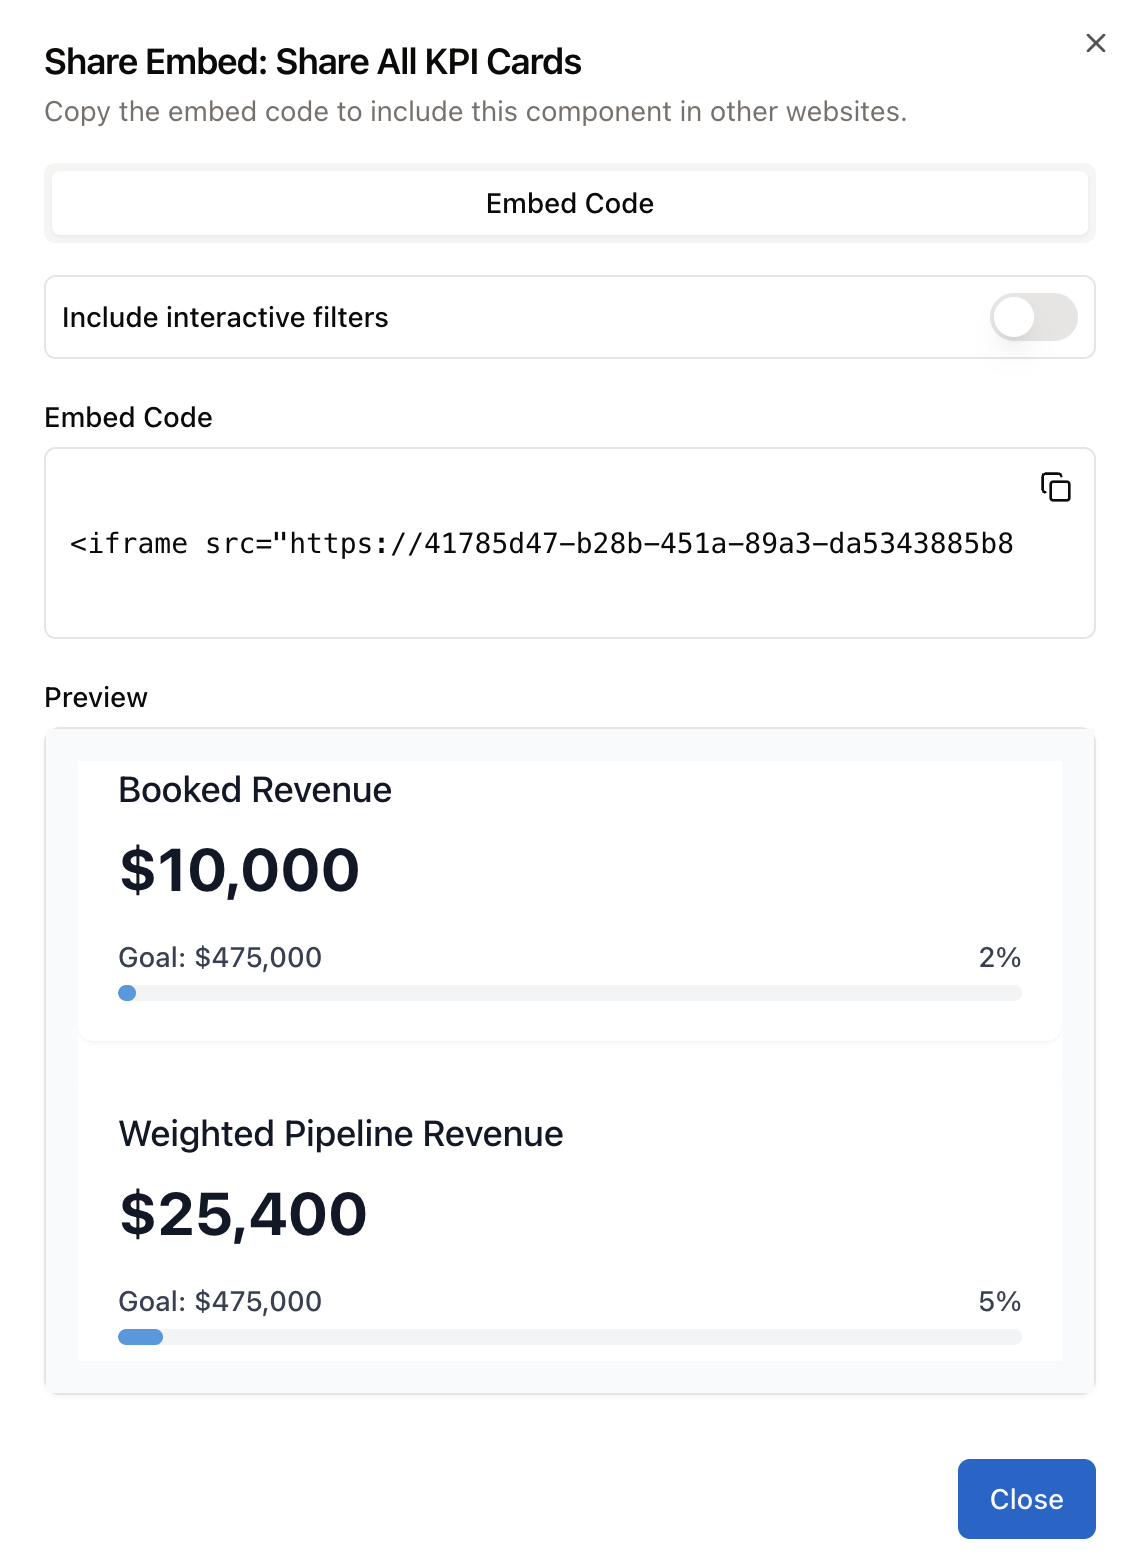 Share Embed: Share All KPI Cards
Copy the embed code to include this component in other websites.
Embed Code
Include interactive filters
Embed Code
<iframe src="https://41785d47-b28b-451a-89a3-da5343885b8
Preview
Booked Revenue
$10,000
Goal: $475,000 2%
Weighted Pipeline Revenue
$25,400
Goal: $475,000 5%
Close